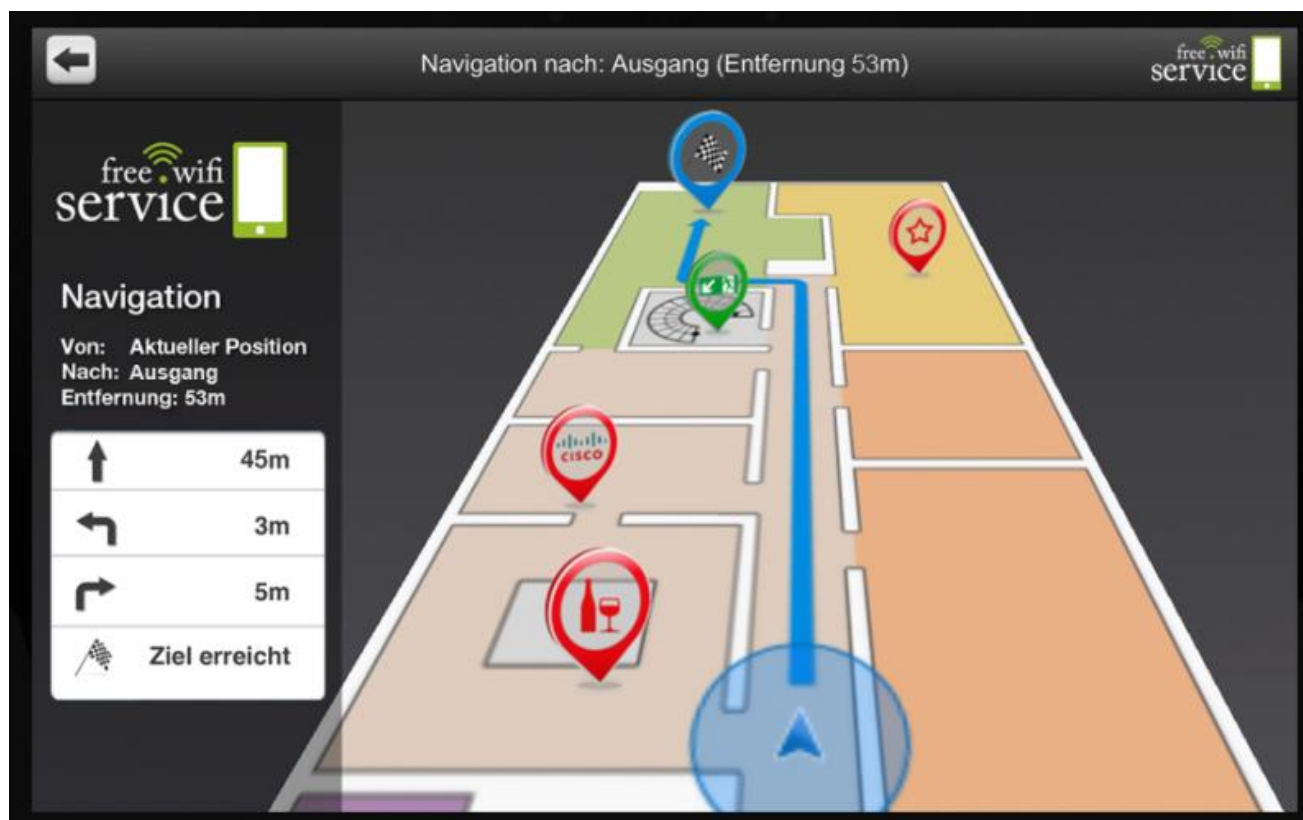 Navigation nach: Ausgang (Entfernung 53m)
free wifi
service
free wifi
service
Navigation
Von: Aktueller Position
Nach: Ausgang
Entfernung: 53m
45m
3m
5m
Ziel erreicht
CISCO